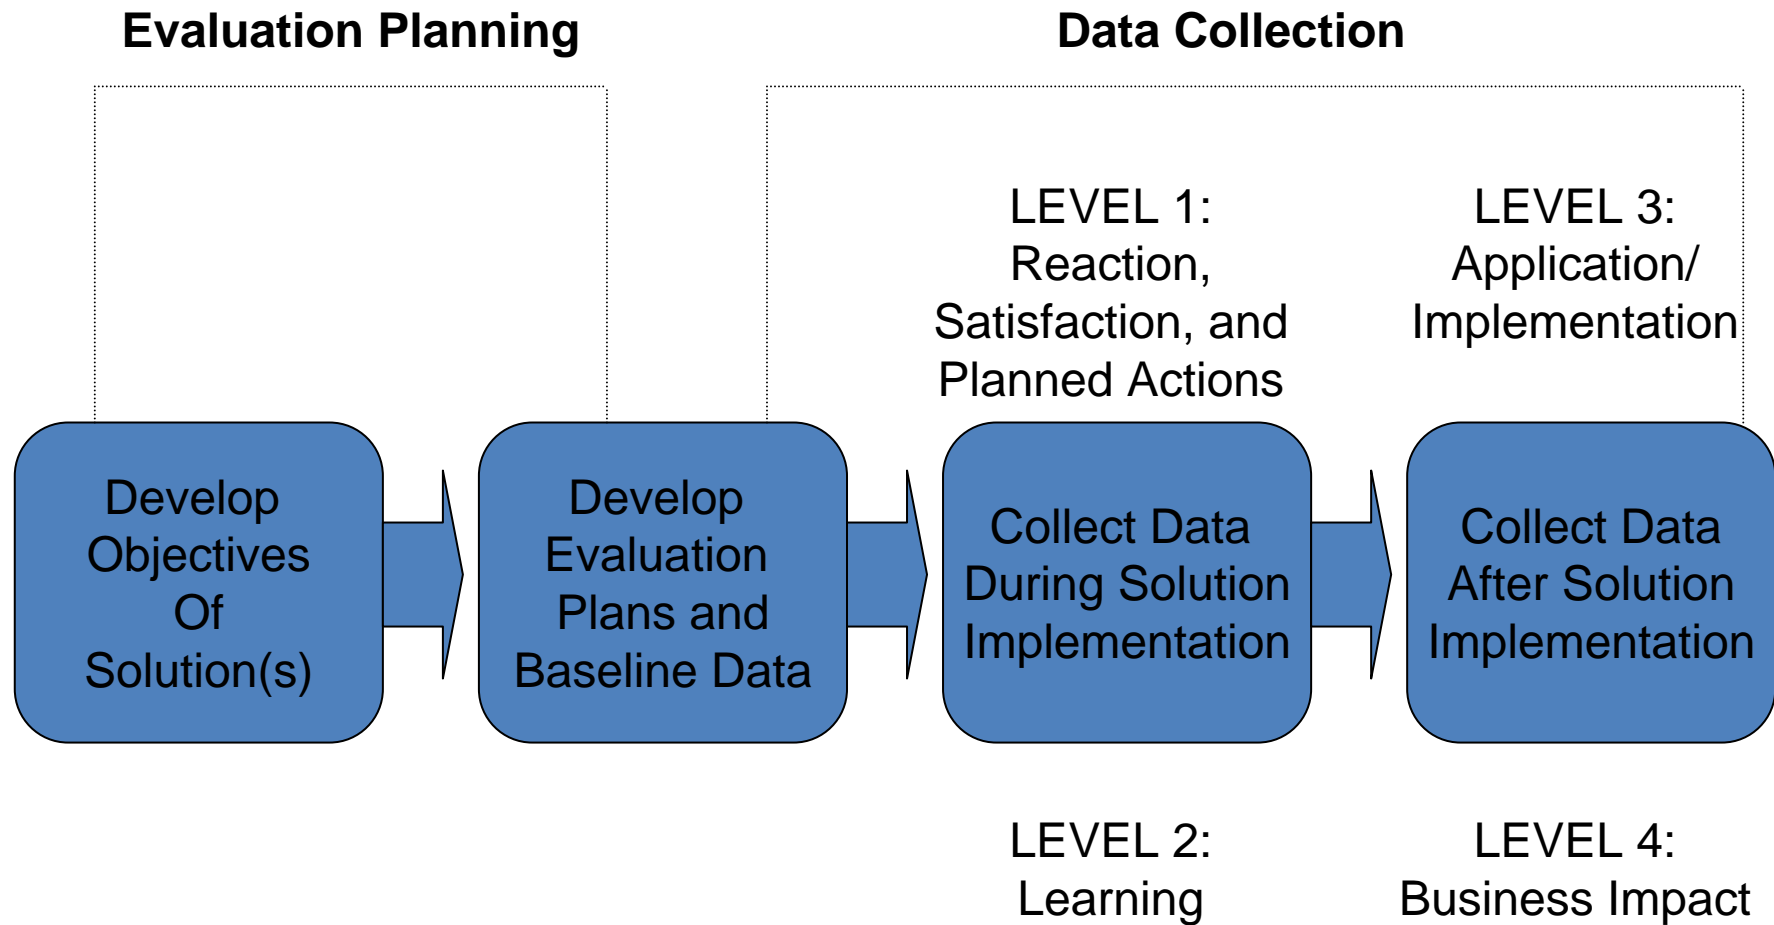 Evaluation Planning
Data Collection
LEVEL 1:
Reaction,
Satisfaction, and
Planned Actions
LEVEL 3:
Application/
Implementation
Develop
Objectives
Of
Solution(s)
Develop
Evaluation
Plans and
Baseline Data
Collect Data
During Solution
Implementation
Collect Data
After Solution
Implementation
LEVEL 2:
Learning
LEVEL 4:
Business Impact